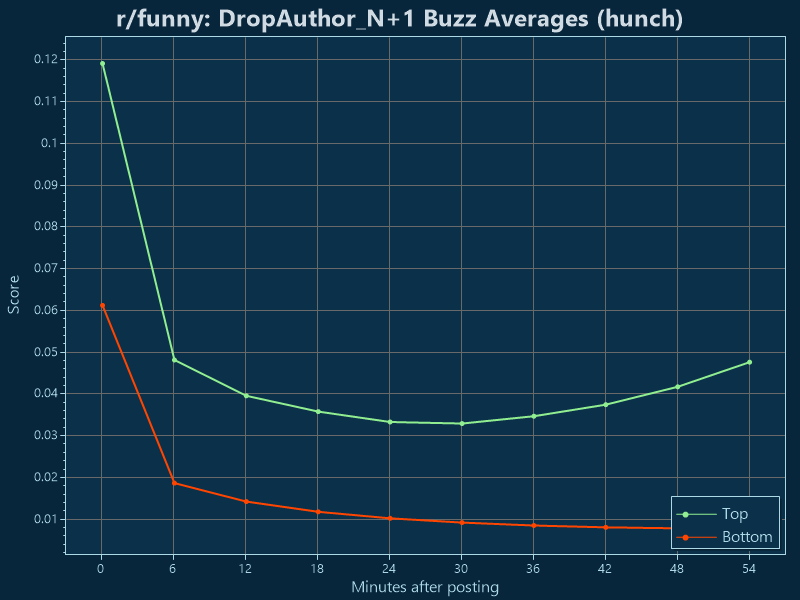 r/funny: DropAuthor_N+1 Buzz Averages (hunch)
0.12
0.11
0.1
0.09
0.08
0.07
0.06
0.05
0.04
0.03
0.02
0.01
Score
Top
Bottom
0 6 12 18 24 30 36 42 48 54
Minutes after posting